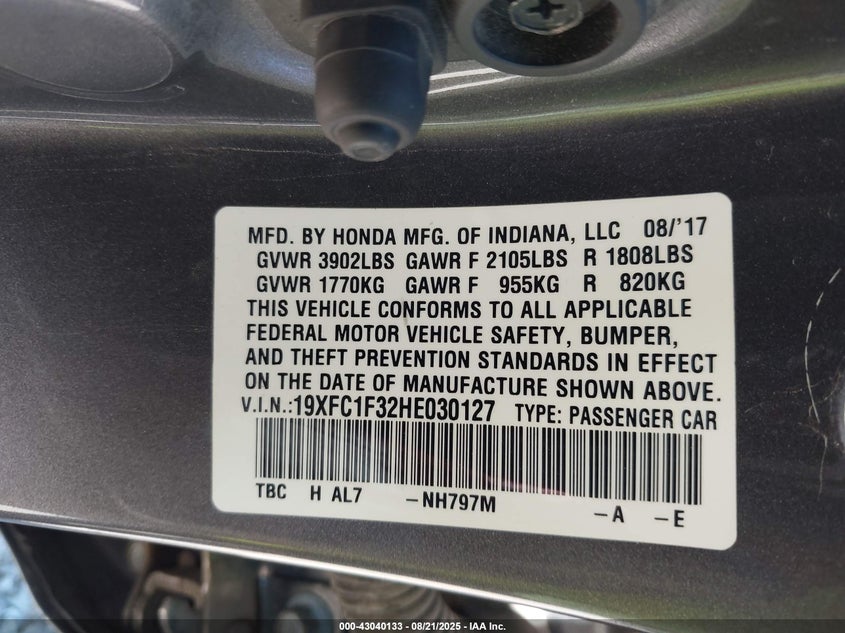 MFD. BY HONDA MFG. OF INDIANA, LLC 08/'17
GVWR 3902LBS GAWR F 2105LBS R 1808LBS
GVWR 1770KG GAWR F 955KG R 820KG
THIS VEHICLE CONFORMS TO ALL APPLICABLE
FEDERAL MOTOR VEHICLE SAFETY, BUMPER,
AND THEFT PREVENTION STANDARDS IN EFFECT
ON THE DATE OF MANUFACTURE SHOWN ABOVE.
V.I.N.:19XFC1F32HE030127 TYPE: PASSENGER CAR
TBC H AL7 -NH797M -A -E
000-43040133 - 08/21/2025 - IAA Inc.